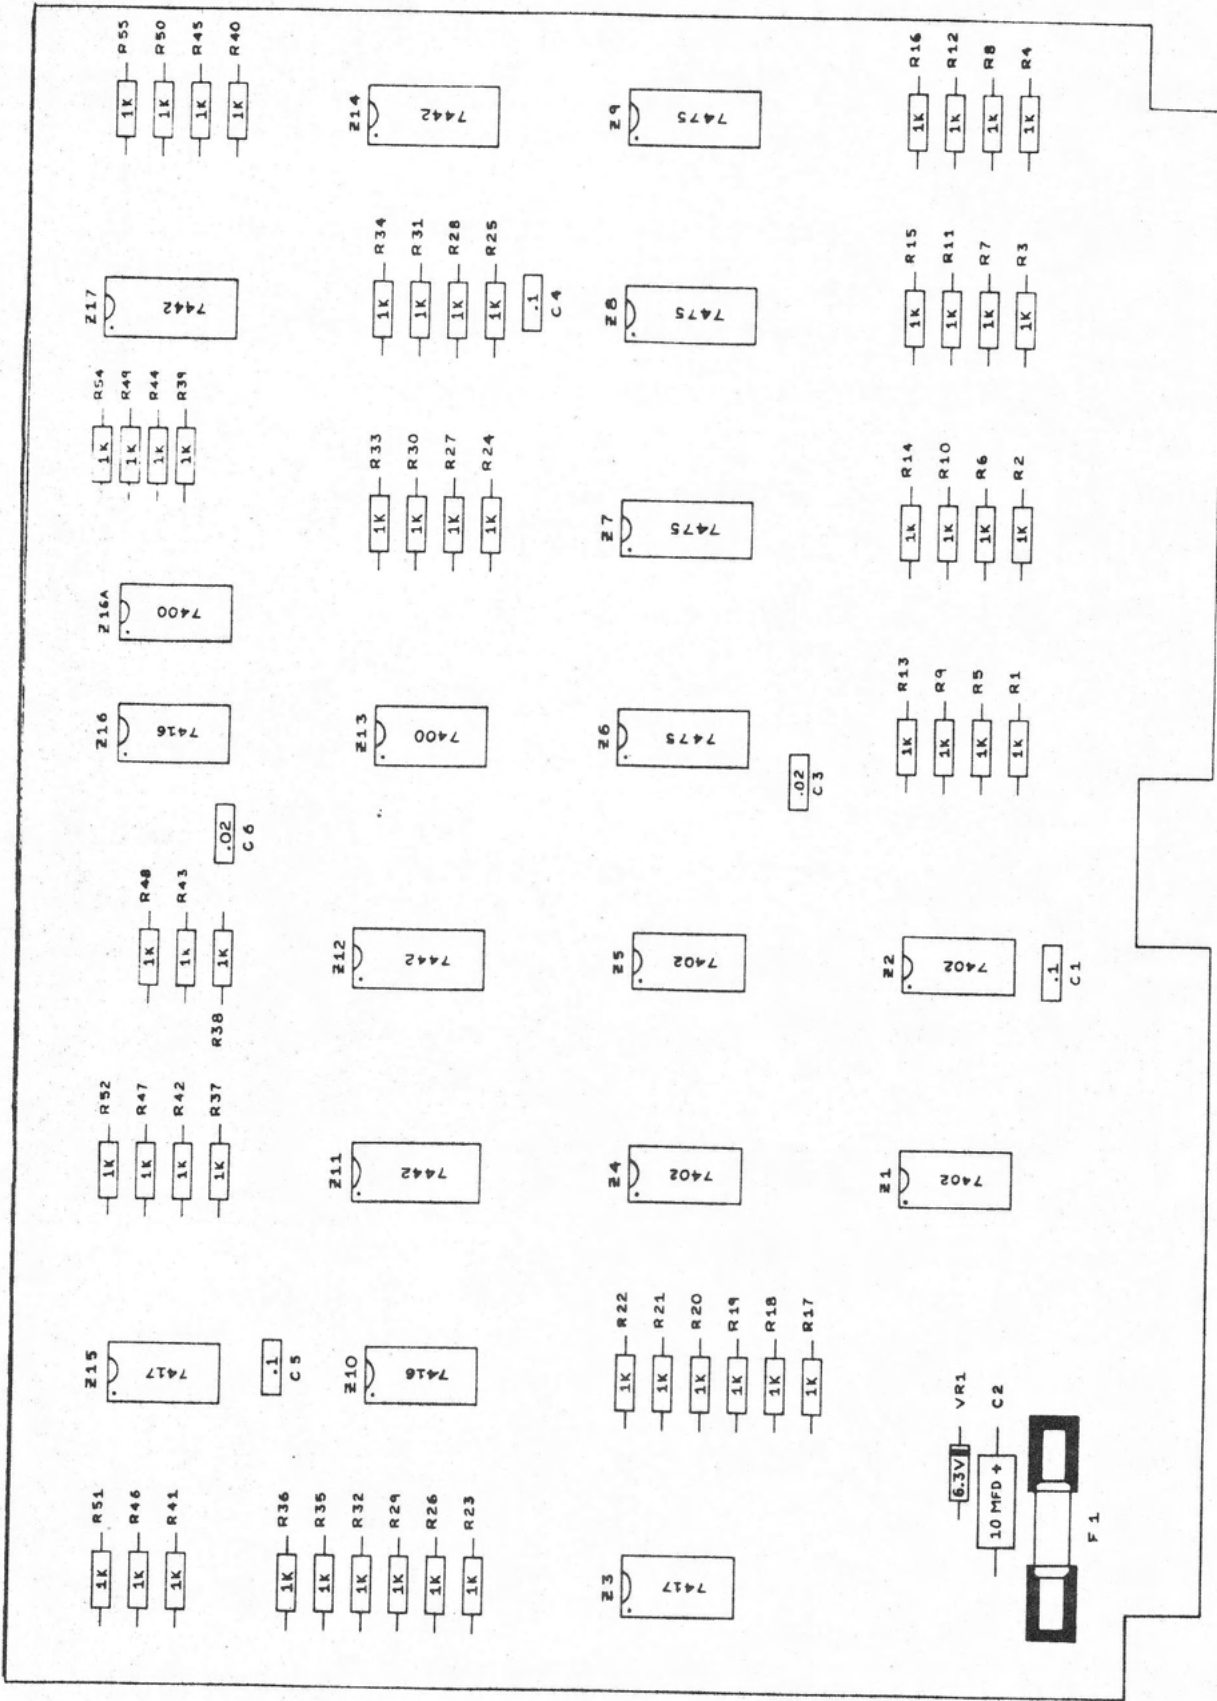 R55
1K
R50
1K
R45
1K
R40
1K
Z14
7442
Z9
7475
R16
1K
R12
1K
R8
1K
R4
1K
Z17
7442
R34
1K
R31
1K
R28
1K
R25
1K
.1
C4
Z8
7475
R15
1K
R11
1K
R7
1K
R3
1K
R54
1K
R49
1K
R44
1K
R39
1K
R33
1K
R30
1K
R27
1K
R24
1K
Z7
7475
R14
1K
R10
1K
R6
1K
R2
1K
Z16A
7400
Z16
7416
Z13
7400
Z6
7475
.02
C3
R13
1K
R9
1K
R5
1K
R1
1K
.02
C6
R48
1K
R43
1K
1K
R38
Z12
7442
Z5
7402
Z2
7402
.1
C1
R52
1K
R47
1K
R42
1K
R37
1K
Z11
7442
Z4
7402
Z1
7402
Z15
7417
.1
C5
Z10
7416
R22
1K
R21
1K
R20
1K
R19
1K
R18
1K
R17
1K
VR1
6.3V
C2
10 MFD +
F1
R51
1K
R46
1K
R41
1K
R36
1K
R35
1K
R32
1K
R29
1K
R26
1K
R23
1K
Z3
7417